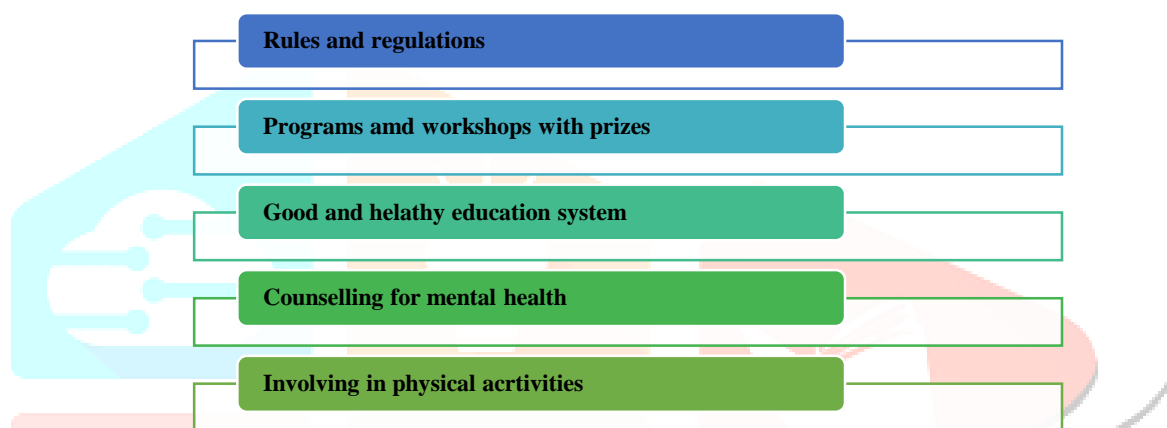 Rules and regulations
Programs amd workshops with prizes
Good and helathy education system
Counselling for mental health
Involving in physical acrtivities